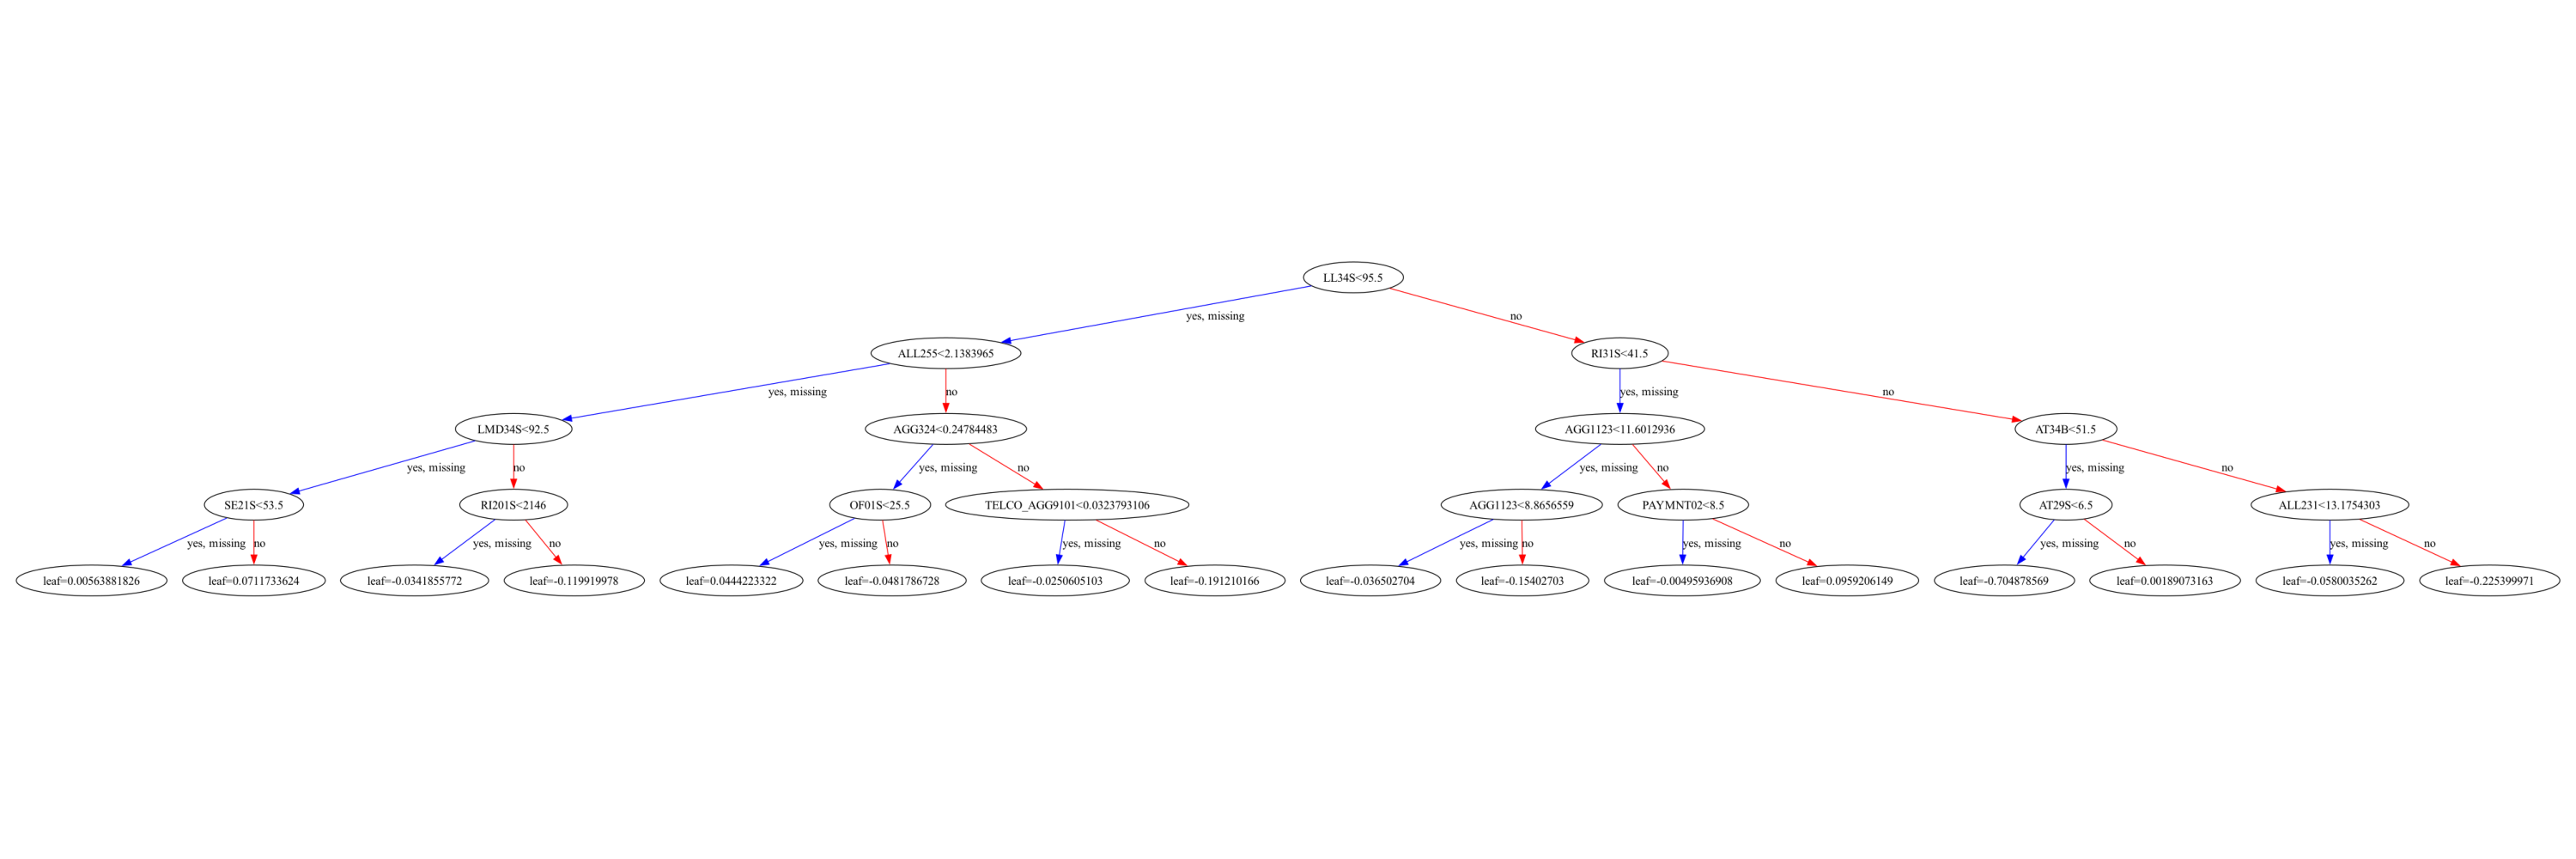 LL34S<95.5
yes, missing
no
ALL255<2.1383965
RI31S<41.5
yes, missing
no
yes, missing
no
LMD34S<92.5
AGG324<0.24784483
AGG1123<11.6012936
AT34B<51.5
yes, missing
no
yes, missing
no
yes, missing
no
yes, missing
no
SE21S<53.5
RI201S<2146
OF01S<25.5
TELCO_AGG9101<0.0323793106
AGG1123<8.8656559
PAYMNT02<8.5
AT29S<6.5
ALL231<13.1754303
yes, missing
no
yes, missing
no
yes, missing
no
yes, missing
no
yes, missing
no
yes, missing
no
yes, missing
no
yes, missing
no
leaf=0.00563881826
leaf=0.0711733624
leaf=-0.0341855772
leaf=-0.119919978
leaf=0.0444223322
leaf=-0.0481786728
leaf=-0.0250605103
leaf=-0.191210166
leaf=-0.036502704
leaf=-0.15402703
leaf=-0.00495936908
leaf=0.0959206149
leaf=-0.704878569
leaf=0.00189073163
leaf=-0.0580035262
leaf=-0.225399971